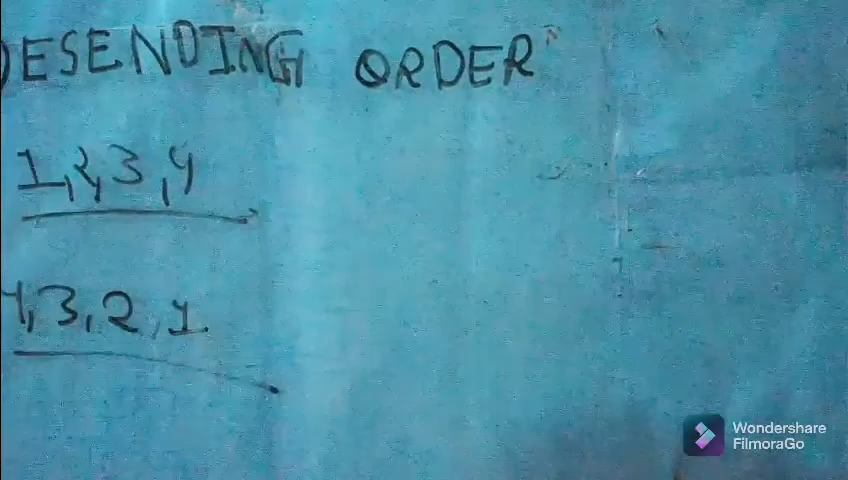 DESENDING ORDER
1,2,3,4
4,3,2,1
Wondershare
FilmoraGo